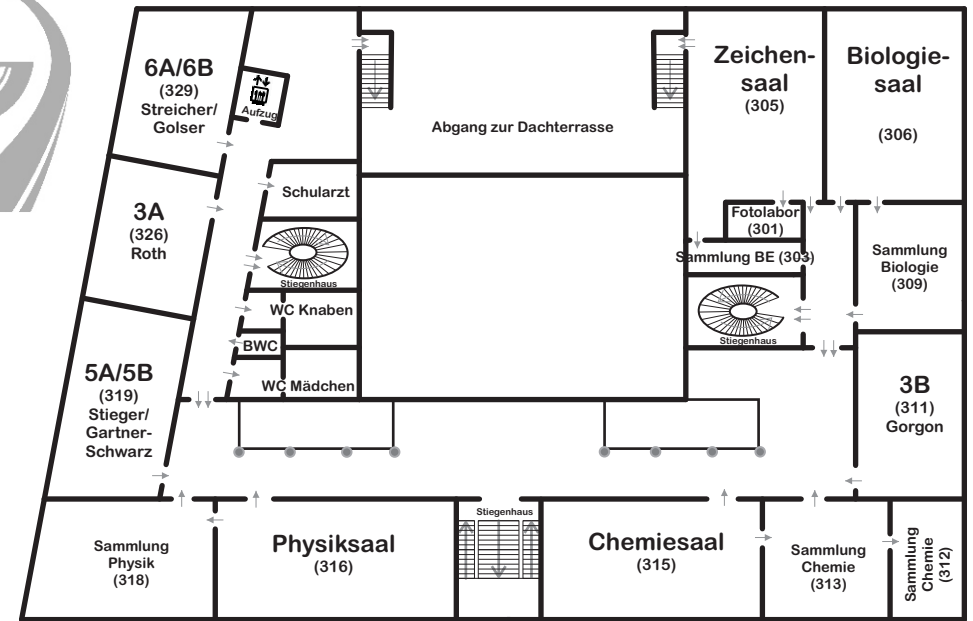 6A/6B
(329)
Streicher/
Golser
Aufzug
3A
(326)
Roth
5A/5B
(319)
Stieger/
Gartner-
Schwarz
Schularzt
Stiegenhaus
WC Knaben
BWC
WC Mädchen
Abgang zur Dachterrasse
Zeichen-
saal
(305)
Biologie-
saal
(306)
Fotolabor
(301)
Sammlung BE (303)
Stiegenhaus
Sammlung
Biologie
(309)
3B
(311)
Gorgon
Sammlung
Physik
(318)
Physiksaal
(316)
Stiegenhaus
Chemiesaal
(315)
Sammlung
Chemie
(313)
Sammlung
Chemie
(312)